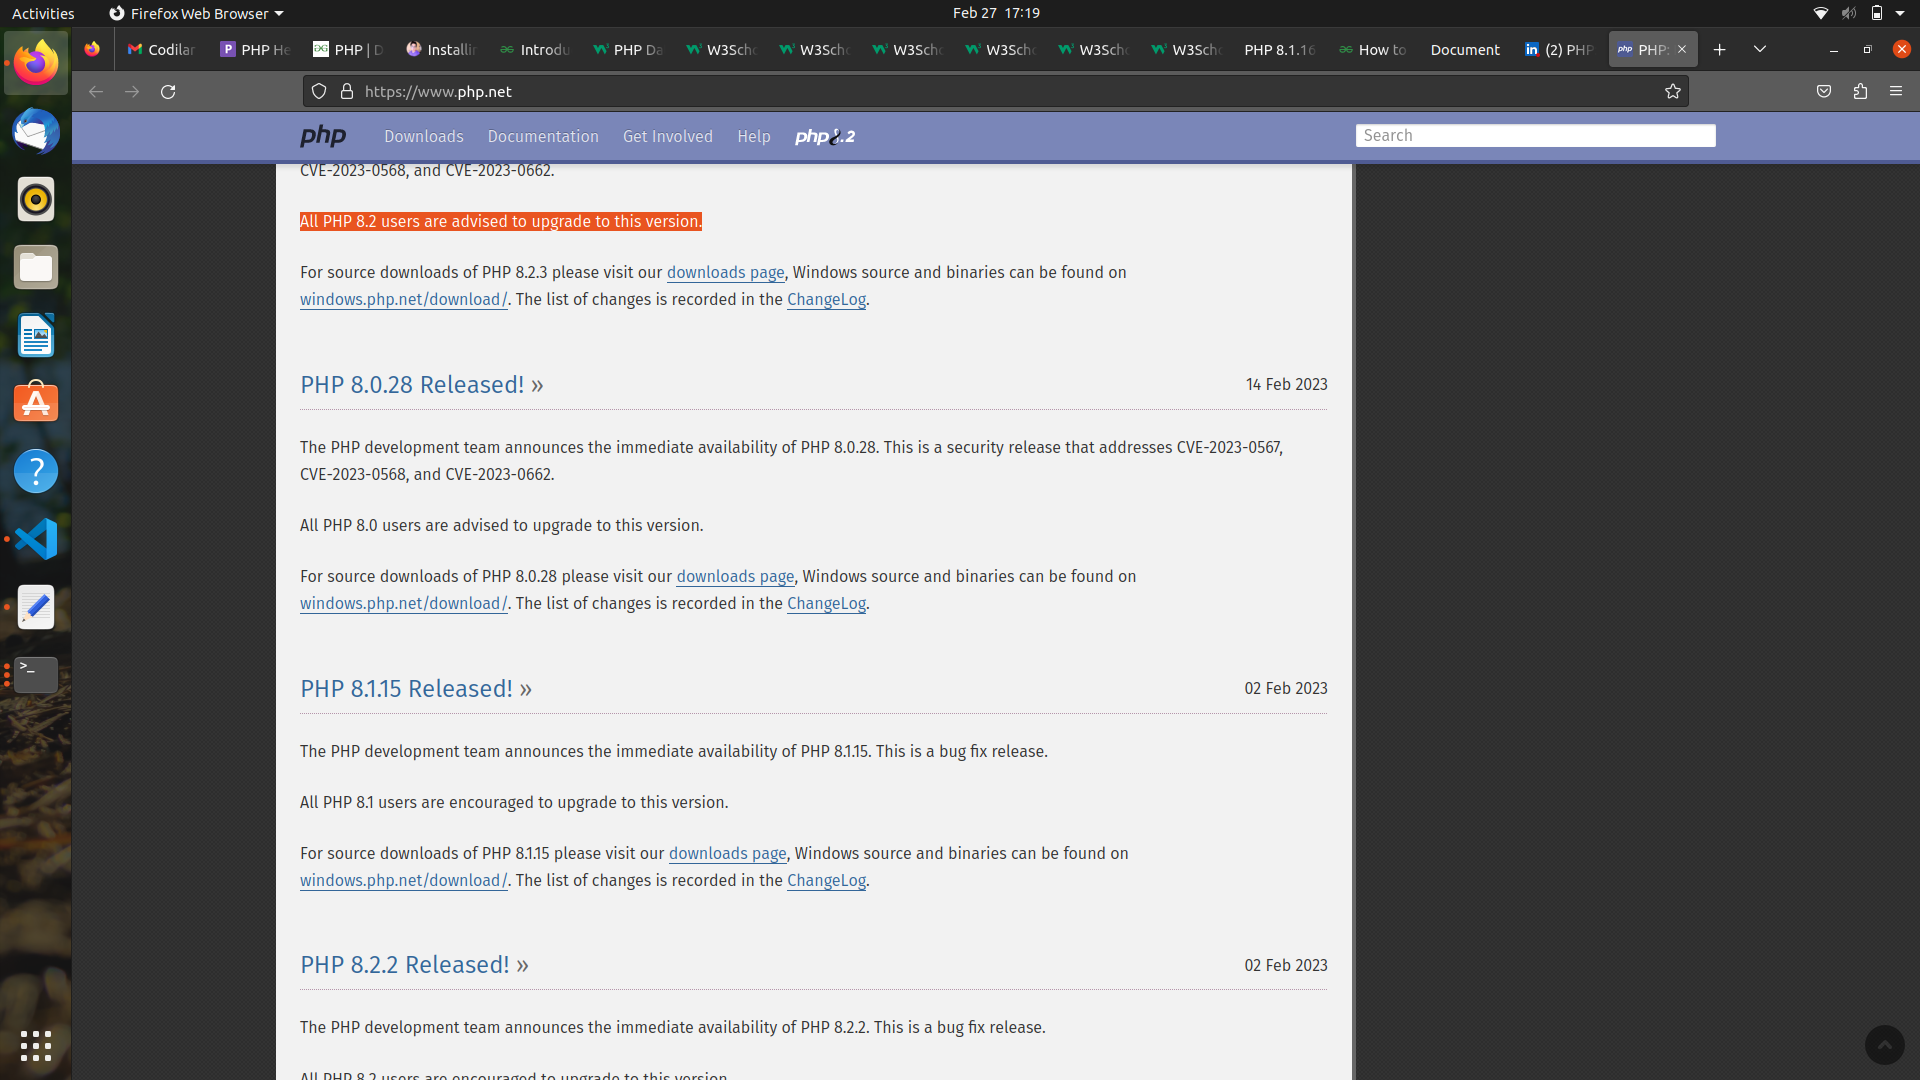 Activities
Firefox Web Browser
Feb 27 17:19
Codilar
PHP He
PHP | D
Installin
Introdu
PHP Da
W3Scho
W3Scho
W3Scho
W3Scho
W3Scho
W3Scho
PHP 8.1.16
How to
Document
(2) PHP
php
PHP:
https://www.php.net
php
Downloads
Documentation
Get Involved
Help
php8.2
Search
CVE-2023-0568, and CVE-2023-0662.
All PHP 8.2 users are advised to upgrade to this version.
For source downloads of PHP 8.2.3 please visit our downloads page, Windows source and binaries can be found on
windows.php.net/download/. The list of changes is recorded in the ChangeLog.
PHP 8.0.28 Released! »
14 Feb 2023
The PHP development team announces the immediate availability of PHP 8.0.28. This is a security release that addresses CVE-2023-0567,
CVE-2023-0568, and CVE-2023-0662.
All PHP 8.0 users are advised to upgrade to this version.
For source downloads of PHP 8.0.28 please visit our downloads page, Windows source and binaries can be found on
windows.php.net/download/. The list of changes is recorded in the ChangeLog.
PHP 8.1.15 Released! »
02 Feb 2023
The PHP development team announces the immediate availability of PHP 8.1.15. This is a bug fix release.
All PHP 8.1 users are encouraged to upgrade to this version.
For source downloads of PHP 8.1.15 please visit our downloads page, Windows source and binaries can be found on
windows.php.net/download/. The list of changes is recorded in the ChangeLog.
PHP 8.2.2 Released! »
02 Feb 2023
The PHP development team announces the immediate availability of PHP 8.2.2. This is a bug fix release.
All PHP 8.2 users are encouraged to upgrade to this version.